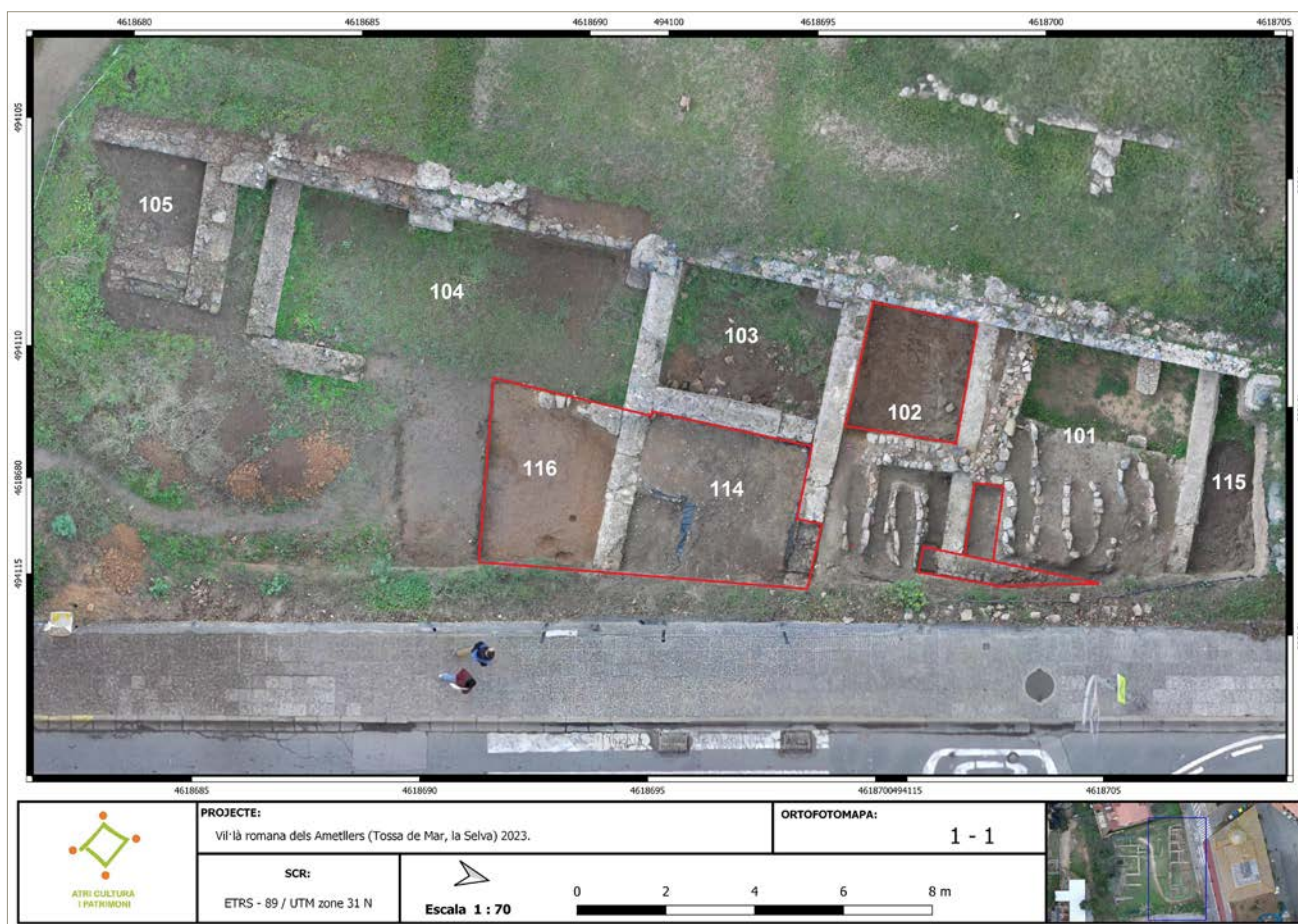 4618680 4618685 4618690 494100 4618695 4618700 4618705
494105
494110
4618680
494115
105
104
103
102
101
116
114
115
4618685 4618690 4618695 4618700494115 4618705
ATRI CULTURA
I PATRIMONI
PROJECTE:
Vil·là romana dels Ametllers (Tossa de Mar, la Selva) 2023.
ORTOFOTOMAPA:
1 - 1
SCR:
ETRS - 89 / UTM zone 31 N
Escala 1 : 70
0 2 4 6 8 m